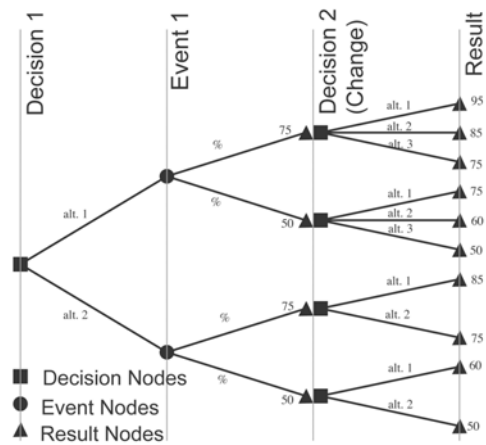 Decision 1
Event 1
Decision 2
(Change)
Result
95
alt. 1
75
alt. 2
85
%
alt. 3
75
alt. 1
75
%
alt. 1
alt. 2
60
50
alt. 3
50
alt. 1
85
%
75
alt. 2
alt. 2
75
alt. 1
60
%
50
alt. 2
50
Decision Nodes
Event Nodes
Result Nodes